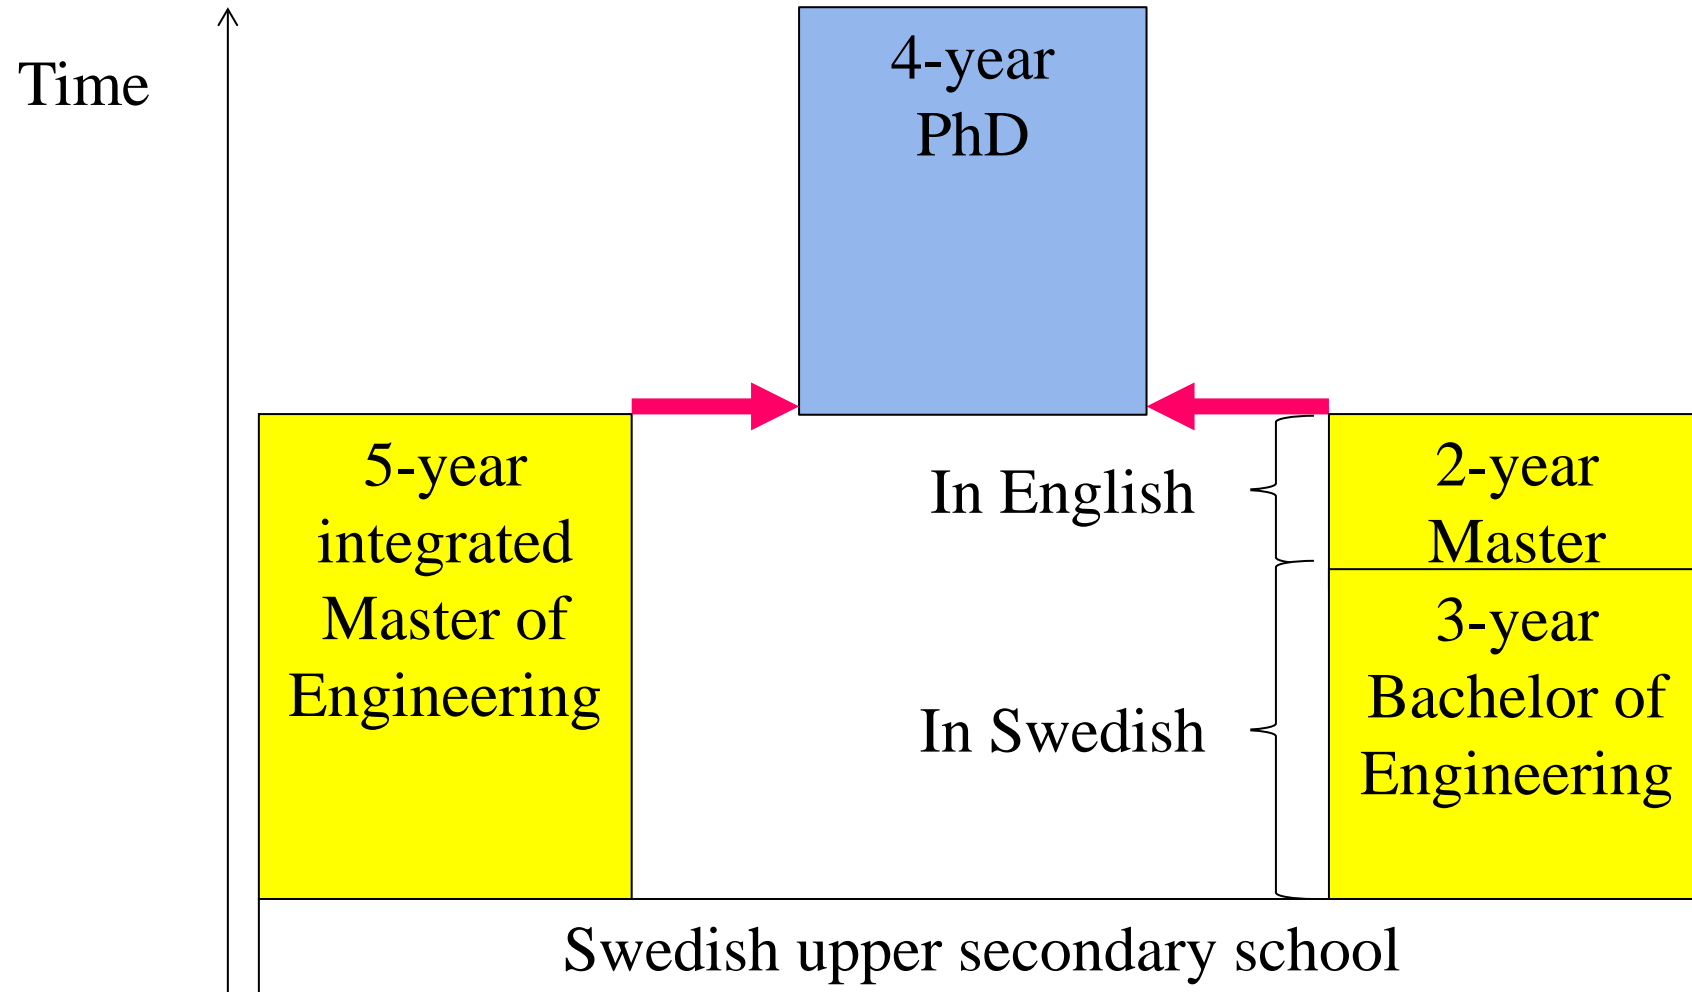 Time
4-year
PhD
5-year
integrated
Master of
Engineering
In English
In Swedish
2-year
Master
3-year
Bachelor of
Engineering
Swedish upper secondary school